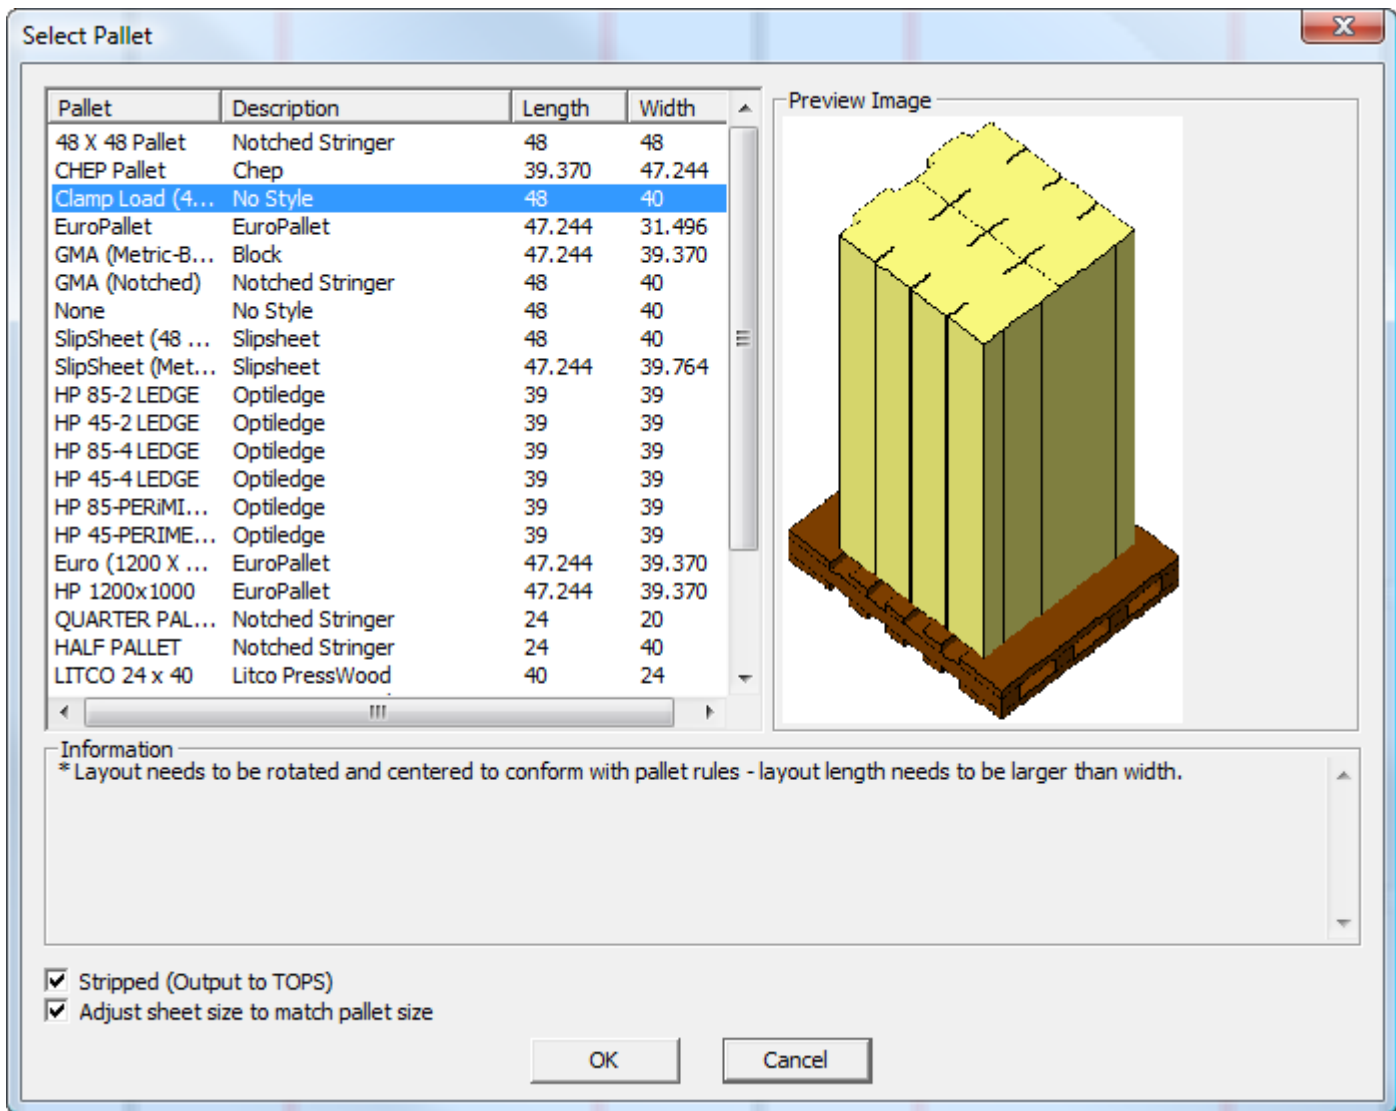 Select Pallet
Pallet Description Length Width
48 X 48 Pallet Notched Stringer 48 48
CHEP Pallet Chep 39.370 47.244
Clamp Load (4... No Style 48 40
EuroPallet EuroPallet 47.244 31.496
GMA (Metric-B... Block 47.244 39.370
GMA (Notched) Notched Stringer 48 40
None No Style 48 40
SlipSheet (48 ... Slipsheet 48 40
SlipSheet (Met... Slipsheet 47.244 39.764
HP 85-2 LEDGE Optiledge 39 39
HP 45-2 LEDGE Optiledge 39 39
HP 85-4 LEDGE Optiledge 39 39
HP 45-4 LEDGE Optiledge 39 39
HP 85-PERiMI... Optiledge 39 39
HP 45-PERIME... Optiledge 39 39
Euro (1200 X ... EuroPallet 47.244 39.370
HP 1200x1000 EuroPallet 47.244 39.370
QUARTER PAL... Notched Stringer 24 20
HALF PALLET Notched Stringer 24 40
LITCO 24 x 40 Litco PressWood 40 24
Preview Image
Information
* Layout needs to be rotated and centered to conform with pallet rules - layout length needs to be larger than width.
Stripped (Output to TOPS)
Adjust sheet size to match pallet size
OK Cancel